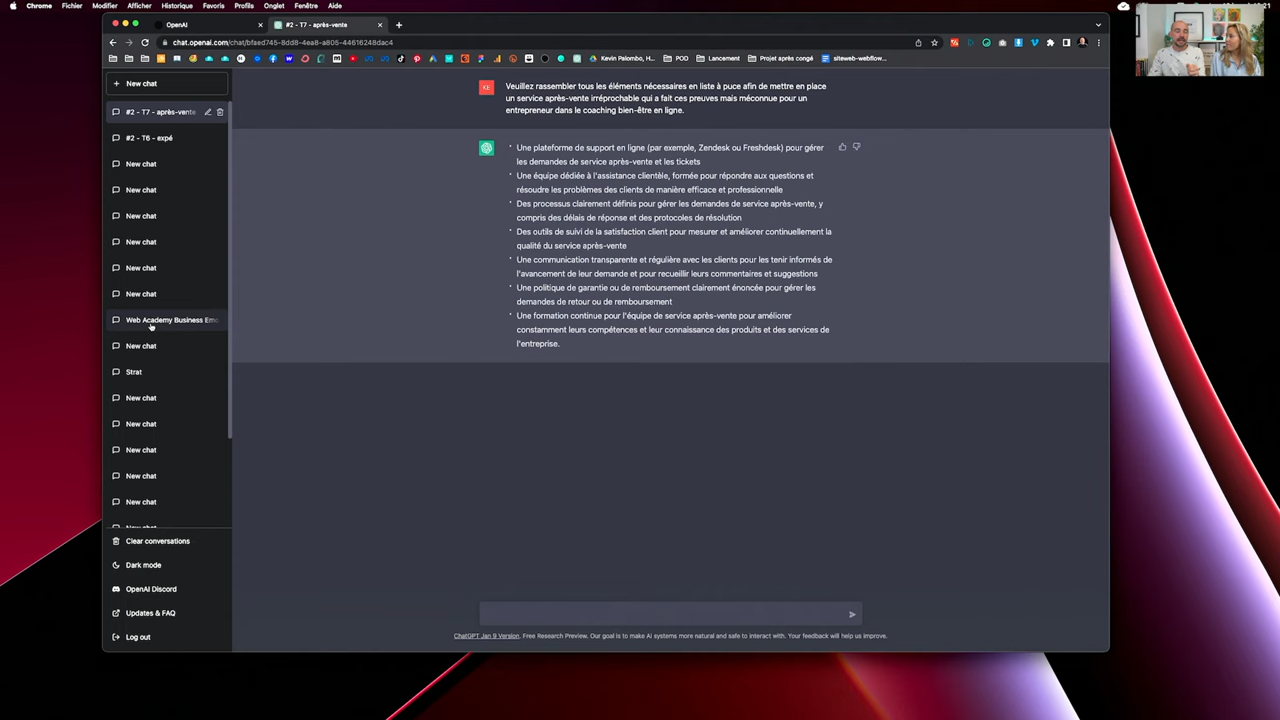 Chrome Fichier Modifier Afficher Historique Favoris Profils Onglet Fenêtre Aide
OpenAI
#2 - T7 - après-vente
chat.openai.com/chat/bfaed745-8dd8-4ea8-a805-44616248dac4
Kevin Palombo, H...
POD
Lancement
Projet après congé
siteweb-webflow...
New chat
#2 - T7 - après-vente
#2 - T6 - expé
New chat
New chat
New chat
New chat
New chat
New chat
Web Academy Business Emo
New chat
Strat
New chat
New chat
New chat
New chat
New chat
New chat
Clear conversations
Dark mode
OpenAI Discord
Updates & FAQ
Log out
Veuillez rassembler tous les éléments nécessaires en liste à puce afin de mettre en place
un service après-vente irréprochable qui a fait ces preuves mais méconnue pour un
entrepreneur dans le coaching bien-être en ligne.
• Une plateforme de support en ligne (par exemple, Zendesk ou Freshdesk) pour gérer
les demandes de service après-vente et les tickets
• Une équipe dédiée à l'assistance clientèle, formée pour répondre aux questions et
résoudre les problèmes des clients de manière efficace et professionnelle
• Des processus clairement définis pour gérer les demandes de service après-vente, y
compris des délais de réponse et des protocoles de résolution
• Des outils de suivi de la satisfaction client pour mesurer et améliorer continuellement la
qualité du service après-vente
• Une communication transparente et régulière avec les clients pour les tenir informés de
l'avancement de leur demande et pour recueillir leurs commentaires et suggestions
• Une politique de garantie ou de remboursement clairement énoncée pour gérer les
demandes de retour ou de remboursement
• Une formation continue pour l'équipe de service après-vente pour améliorer
constamment leurs compétences et leur connaissance des produits et des services de
l'entreprise.
ChatGPT Jan 9 Version. Free Research Preview. Our goal is to make AI systems more natural and safe to interact with. Your feedback will help us improve.